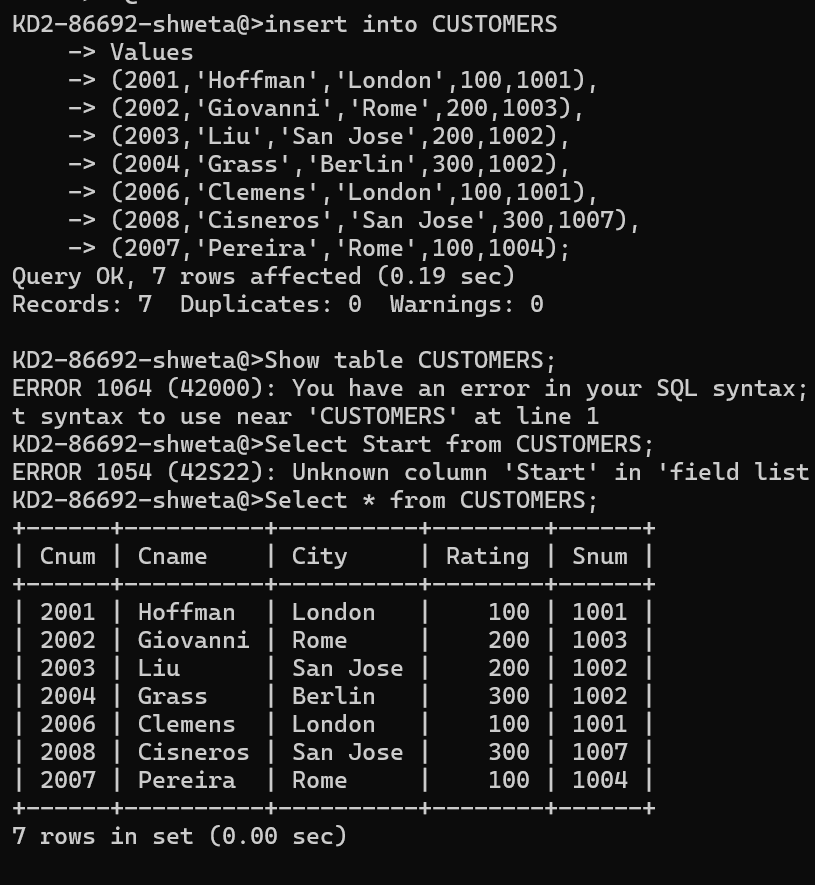 KD2-86692-shweta@>insert into CUSTOMERS
    -> Values
    -> (2001,'Hoffman','London',100,1001),
    -> (2002,'Giovanni','Rome',200,1003),
    -> (2003,'Liu','San Jose',200,1002),
    -> (2004,'Grass','Berlin',300,1002),
    -> (2006,'Clemens','London',100,1001),
    -> (2008,'Cisneros','San Jose',300,1007),
    -> (2007,'Pereira','Rome',100,1004);
Query OK, 7 rows affected (0.19 sec)
Records: 7  Duplicates: 0  Warnings: 0

KD2-86692-shweta@>Show table CUSTOMERS;
ERROR 1064 (42000): You have an error in your SQL syntax;
t syntax to use near 'CUSTOMERS' at line 1
KD2-86692-shweta@>Select Start from CUSTOMERS;
ERROR 1054 (42S22): Unknown column 'Start' in 'field list
KD2-86692-shweta@>Select * from CUSTOMERS;
+------+----------+----------+--------+------+
| Cnum | Cname    | City     | Rating | Snum |
+------+----------+----------+--------+------+
| 2001 | Hoffman  | London   |    100 | 1001 |
| 2002 | Giovanni | Rome     |    200 | 1003 |
| 2003 | Liu      | San Jose |    200 | 1002 |
| 2004 | Grass    | Berlin   |    300 | 1002 |
| 2006 | Clemens  | London   |    100 | 1001 |
| 2008 | Cisneros | San Jose |    300 | 1007 |
| 2007 | Pereira  | Rome     |    100 | 1004 |
+------+----------+----------+--------+------+
7 rows in set (0.00 sec)